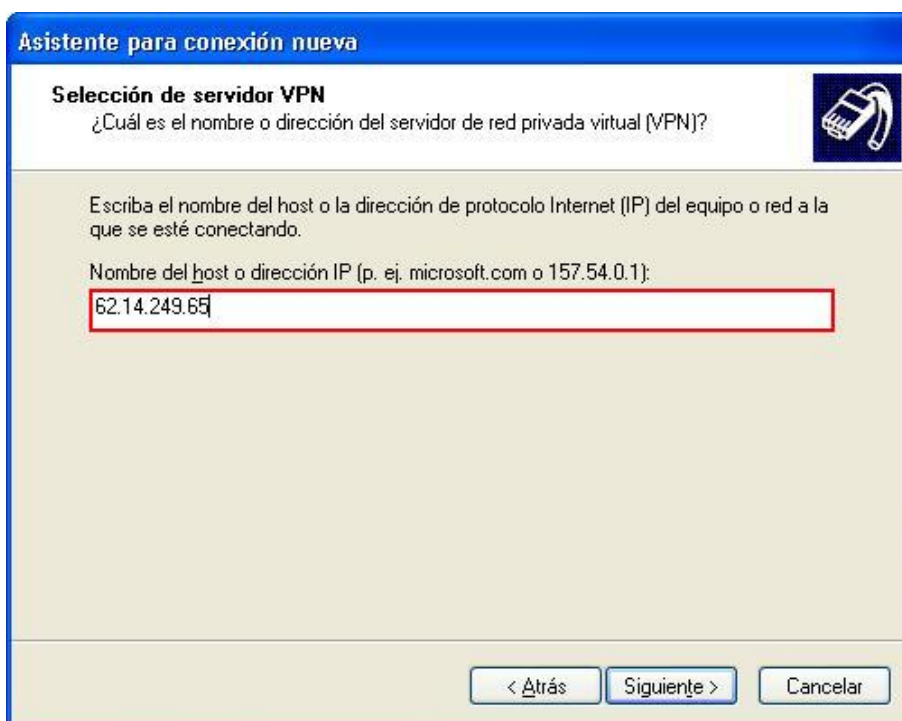 Asistente para conexión nueva
Selección de servidor VPN
¿Cuál es el nombre o dirección del servidor de red privada virtual (VPN)?
Escriba el nombre del host o la dirección de protocolo Internet (IP) del equipo o red a la
que se esté conectando.
Nombre del host o dirección IP (p. ej. microsoft.com o 157.54.0.1):
62.14.249.65
< Atrás Siguiente > Cancelar